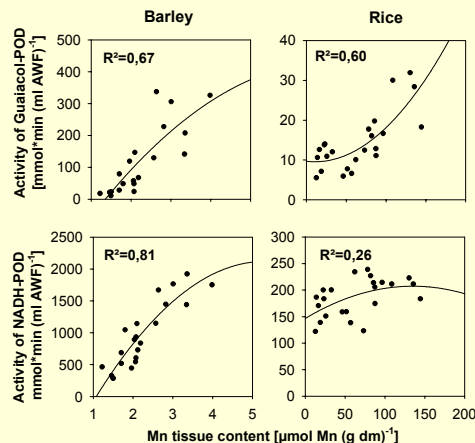 Barley
Rice
Activity of Guaiacol-POD
[mmol*min (ml AWF)⁻¹]
500
400
300
200
100
0
R²=0,67
40
30
20
10
0
R²=0,60
Activity of NADH-POD
mmol*min (ml AWF)⁻¹]
2500
2000
1500
1000
500
0
R²=0,81
300
250
200
150
100
50
0
R²=0,26
1 2 3 4 5
0 50 100 150 200
Mn tissue content [µmol Mn (g dm)⁻¹]